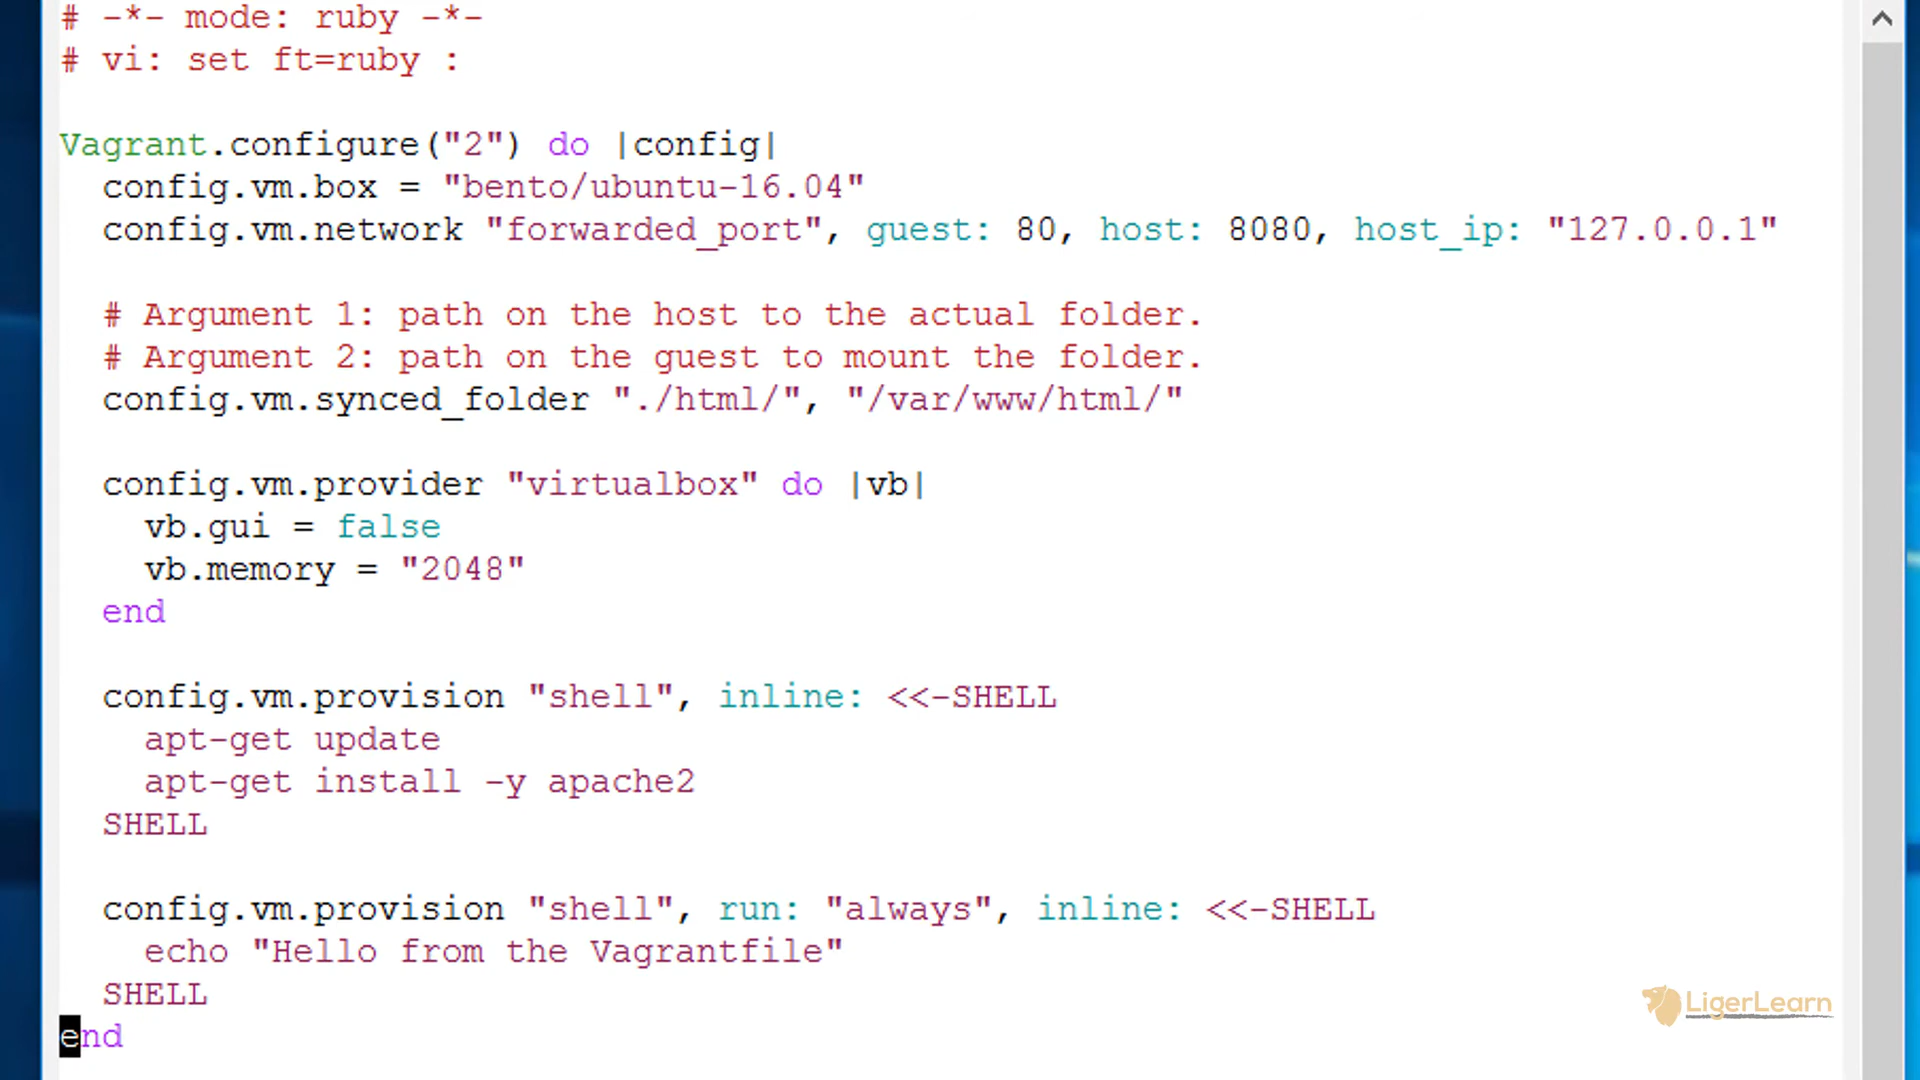 # -*- mode: ruby -*-
# vi: set ft=ruby :
Vagrant.configure("2") do |config|
  config.vm.box = "bento/ubuntu-16.04"
  config.vm.network "forwarded_port", guest: 80, host: 8080, host_ip: "127.0.0.1"
  # Argument 1: path on the host to the actual folder.
  # Argument 2: path on the guest to mount the folder.
  config.vm.synced_folder "./html/", "/var/www/html/"
  config.vm.provider "virtualbox" do |vb|
    vb.gui = false
    vb.memory = "2048"
  end
  config.vm.provision "shell", inline: <<-SHELL
    apt-get update
    apt-get install -y apache2
  SHELL
  config.vm.provision "shell", run: "always", inline: <<-SHELL
    echo "Hello from the Vagrantfile"
  SHELL
end
LigerLearn